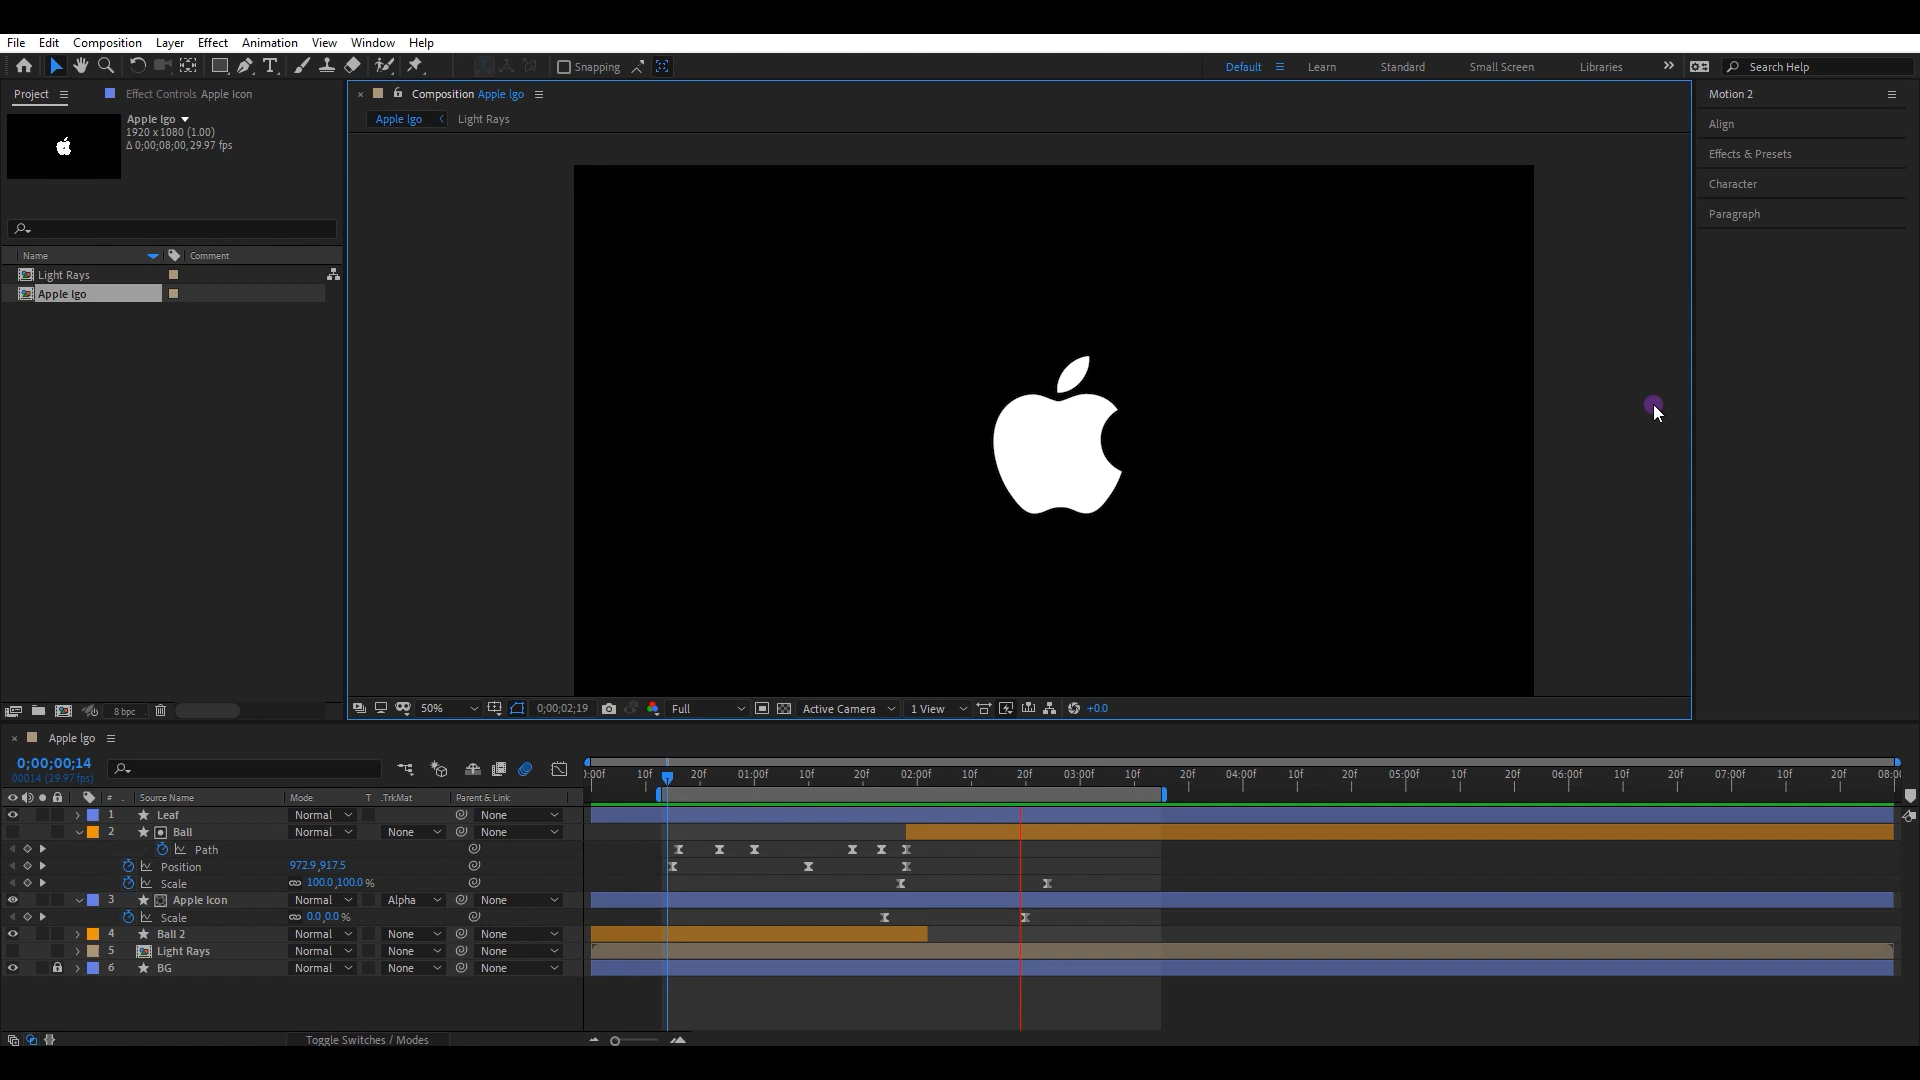 File Edit Composition Layer Effect Animation View Window Help
Snapping
Default Learn Standard Small Screen Libraries Search Help
Project Effect Controls Apple Icon
Composition Apple lgo
Motion 2
Apple lgo
1920 x 1080 (1.00)
Δ 0;00;08;00, 29.97 fps
Apple lgo Light Rays
Align
Effects & Presets
Character
Paragraph
Name Comment
Light Rays
Apple lgo
8 bpc
50% 0;00;02;19 Full Active Camera 1 View +0.0
Apple lgo
0;00;00;14
00014 (29.97 fps)
:00f 10f 20f 01:00f 10f 20f 02:00f 10f 20f 03:00f 10f 20f 04:00f 10f 20f 05:00f 10f 20f 06:00f 10f 20f 07:00f 10f 20f 08:00
# . Source Name Mode T .TrkMat Parent & Link
1 Leaf Normal None
2 Ball Normal None None
Path
Position 972.9,917.5
Scale 100.0,100.0 %
3 Apple Icon Normal Alpha None
Scale 0.0,0.0 %
4 Ball 2 Normal None None
5 Light Rays Normal None None
6 BG Normal None None
Toggle Switches / Modes